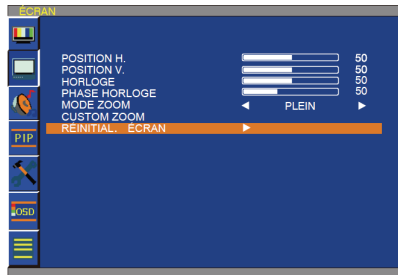 ÉCRAN
POSITION H. 50
POSITION V. 50
HORLOGE 50
PHASE HORLOGE 50
MODE ZOOM PLEIN
CUSTOM ZOOM
RÉINITIAL. ÉCRAN
PIP
OSD